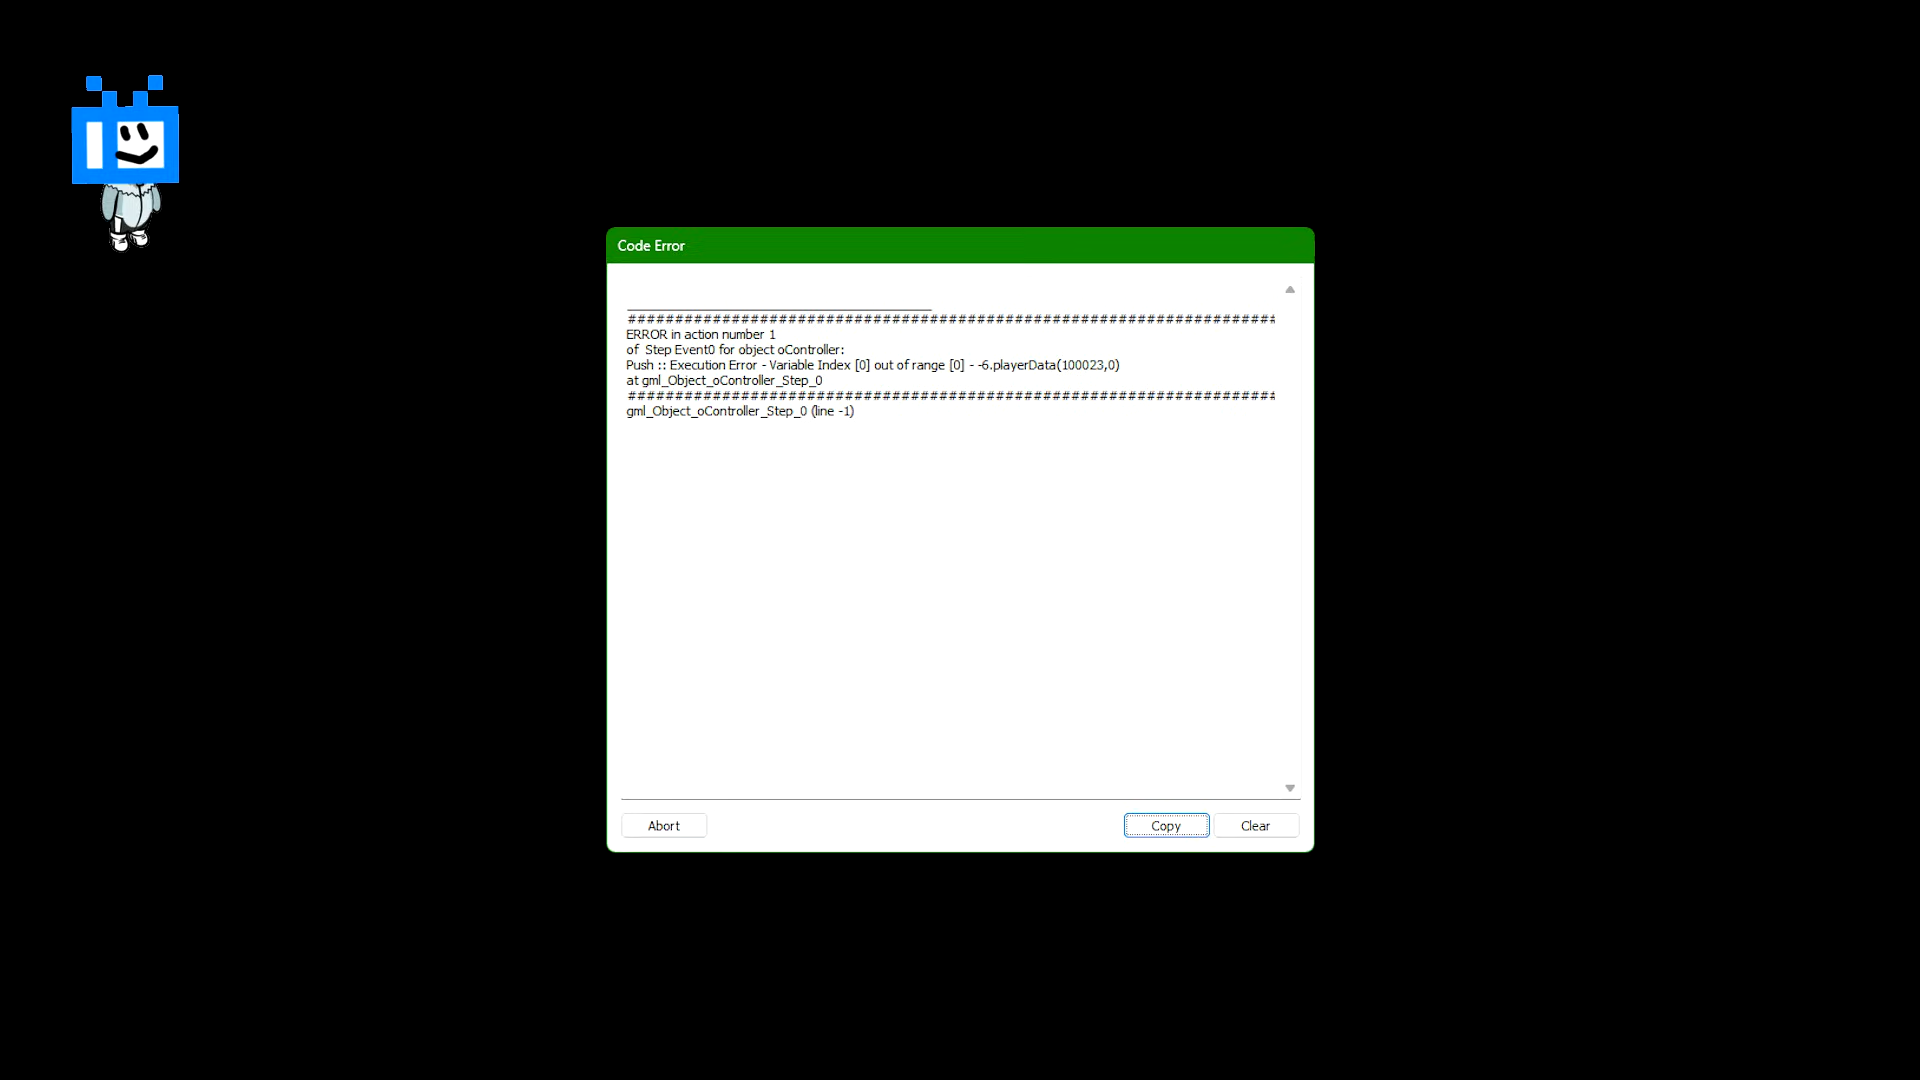 Code Error
############################################################################
ERROR in action number 1
of  Step Event0 for object oController:
Push :: Execution Error - Variable Index [0] out of range [0] - -6.playerData(100023,0)
at gml_Object_oController_Step_0
############################################################################
gml_Object_oController_Step_0 (line -1)
Abort
Copy
Clear